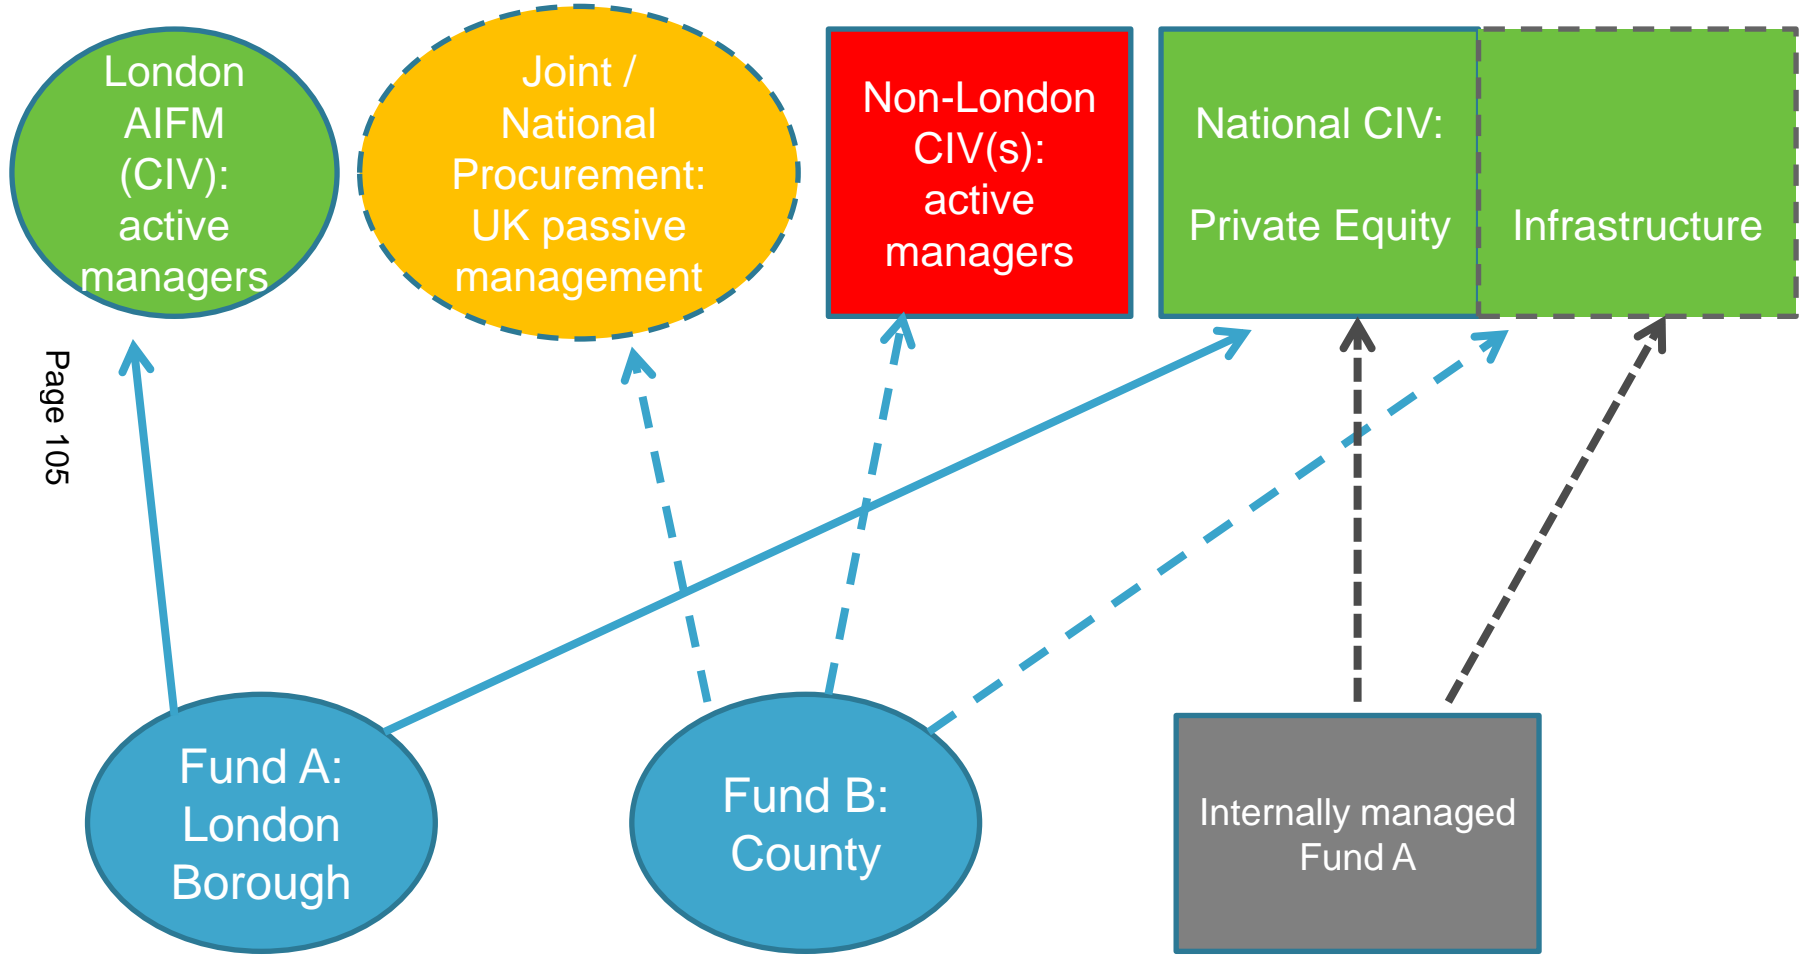 London
AIFM
(CIV):
active
managers
Joint /
National
Procurement:
UK passive
management
Non-London
CIV(s):
active
managers
National CIV:
Private Equity
Infrastructure
Page 105
Fund A:
London
Borough
Fund B:
County
Internally managed
Fund A